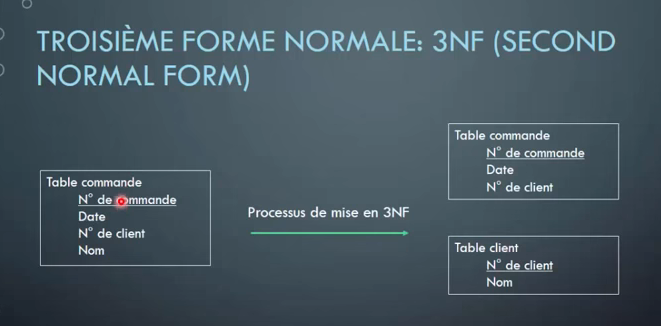 TROISIÈME FORME NORMALE: 3NF (SECOND
NORMAL FORM)
Table commande
N° de commande
Date
N° de client
Nom
Processus de mise en 3NF
Table commande
N° de commande
Date
N° de client
Table client
N° de client
Nom